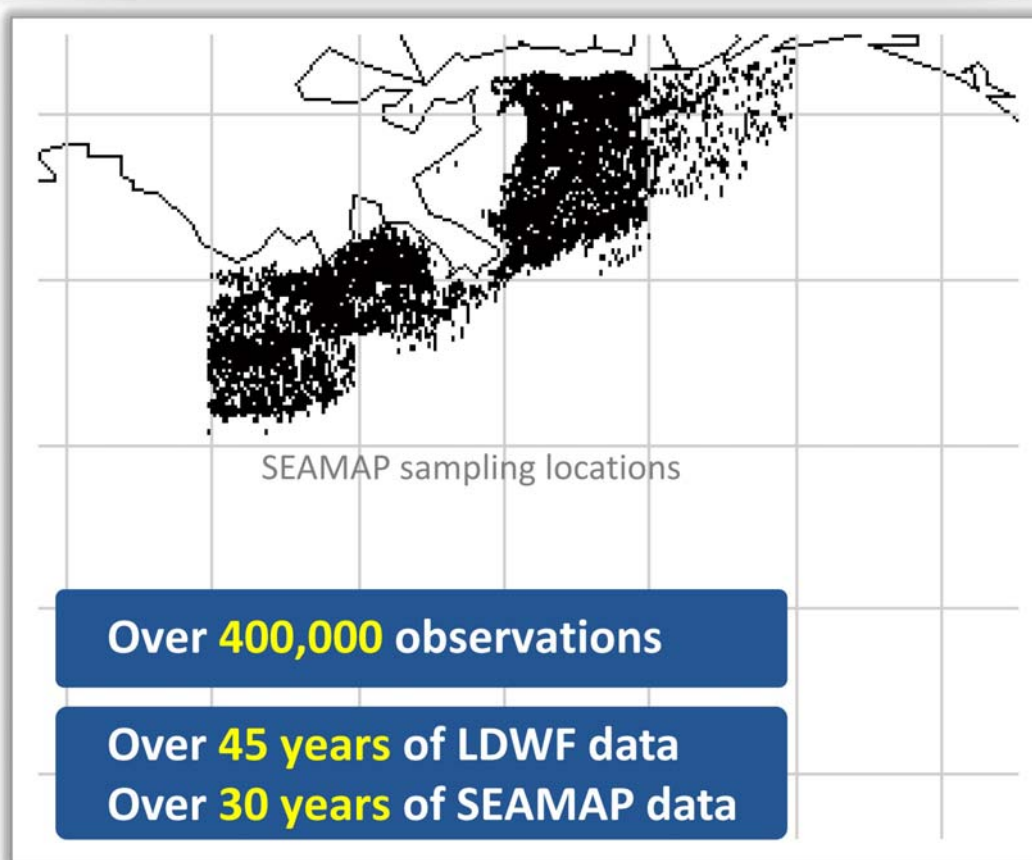 SEAMAP sampling locations
Over 400,000 observations
Over 45 years of LDWF data
Over 30 years of SEAMAP data